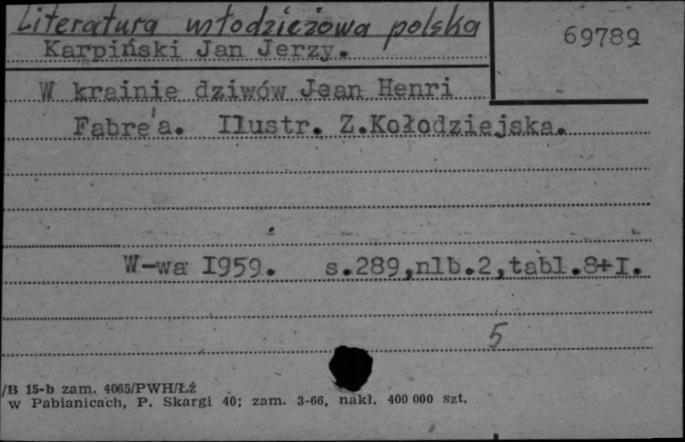 Literatura młodzieżowa polska
69789
Karpiński Jan Jerzy.
W krainie dziwów Jean Henri
Fabre'a. Ilustr. Z.Kołodziejska.
W-wa 1959. s.289,nlb.2,tabl.8+I.
5
/B 15-b zam. 4065/PWH/Łź
w Pabianicach, P. Skargi 40; zam. 3-66, nakł. 400 000 szt.